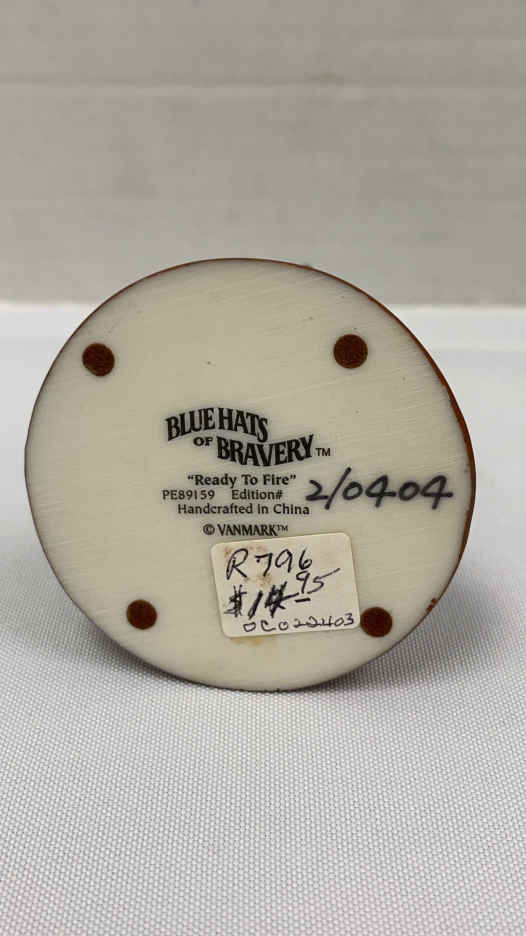 BLUE HATS
OF BRAVERY™
"Ready To Fire"
PE89159 Edition# 2/0404
Handcrafted in China
© VANMARK™
R796
$14.95
OC022403